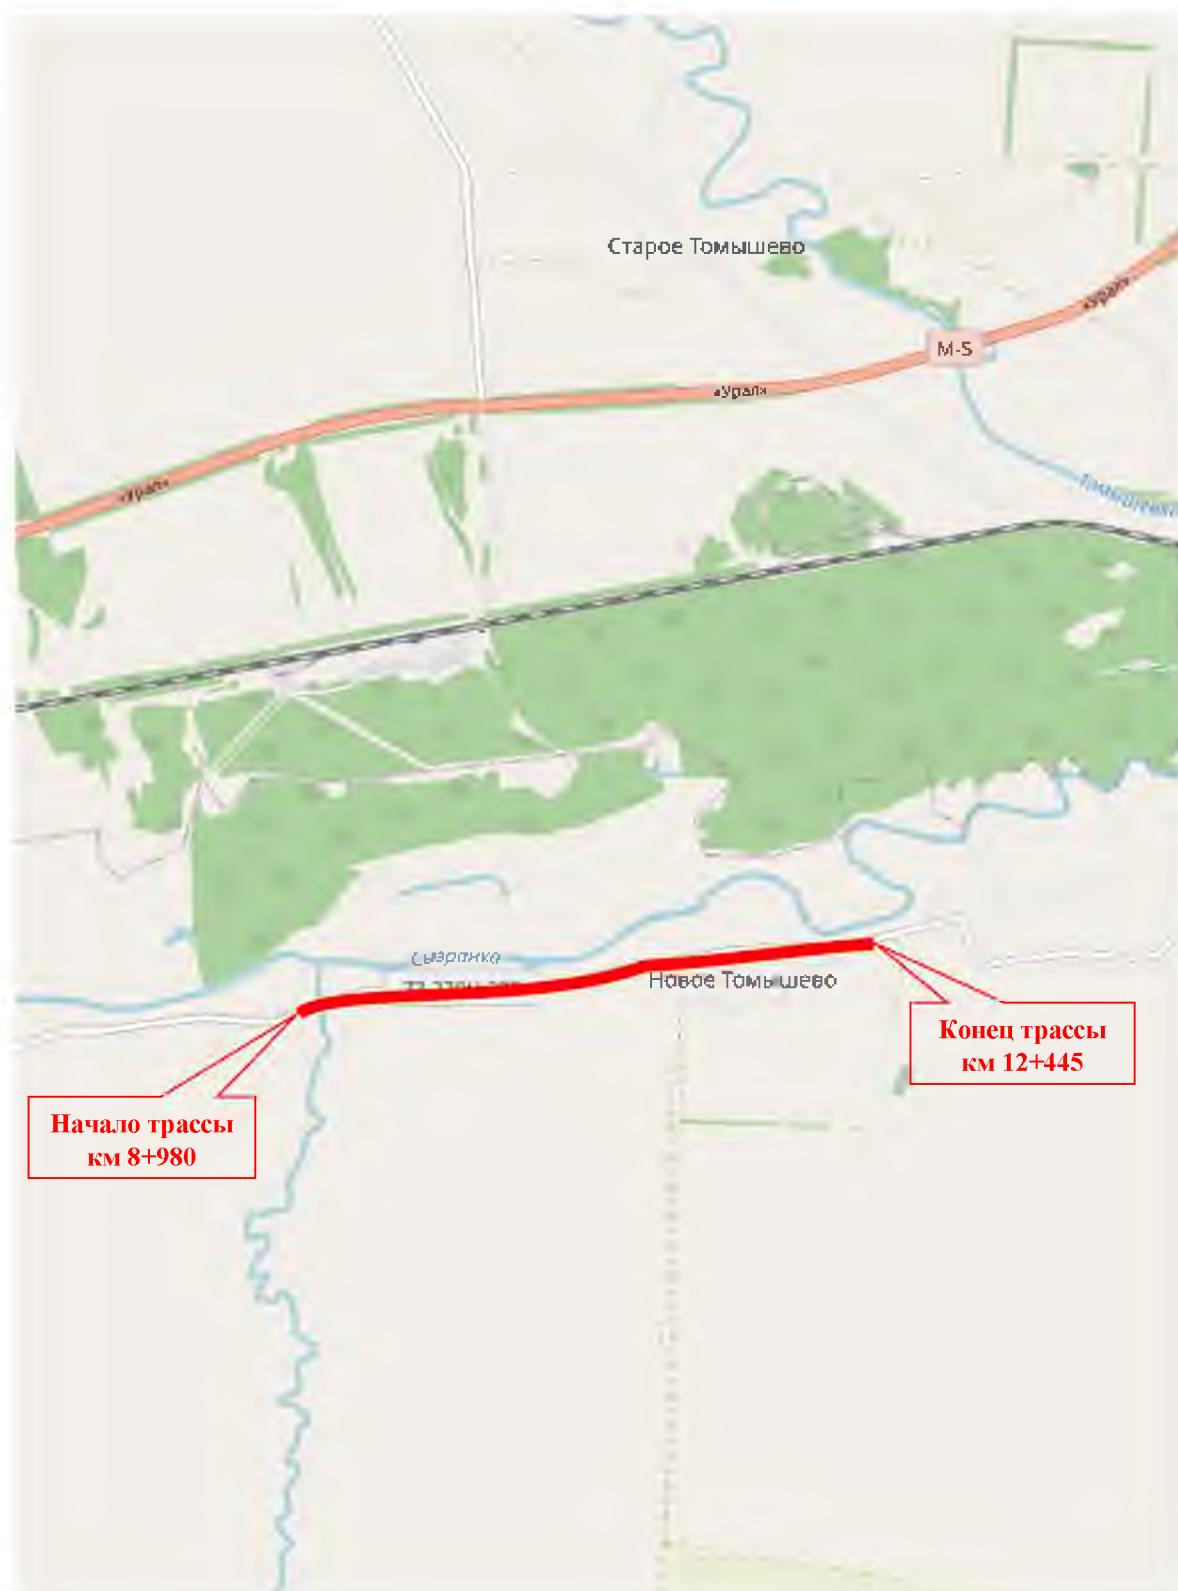 Старое Томышево
«Урал»
М-5
«Урал»
«Урал»
Томышевка
Сызранка
Новое Томышево
Конец трассы
км 12+445
Начало трассы
км 8+980